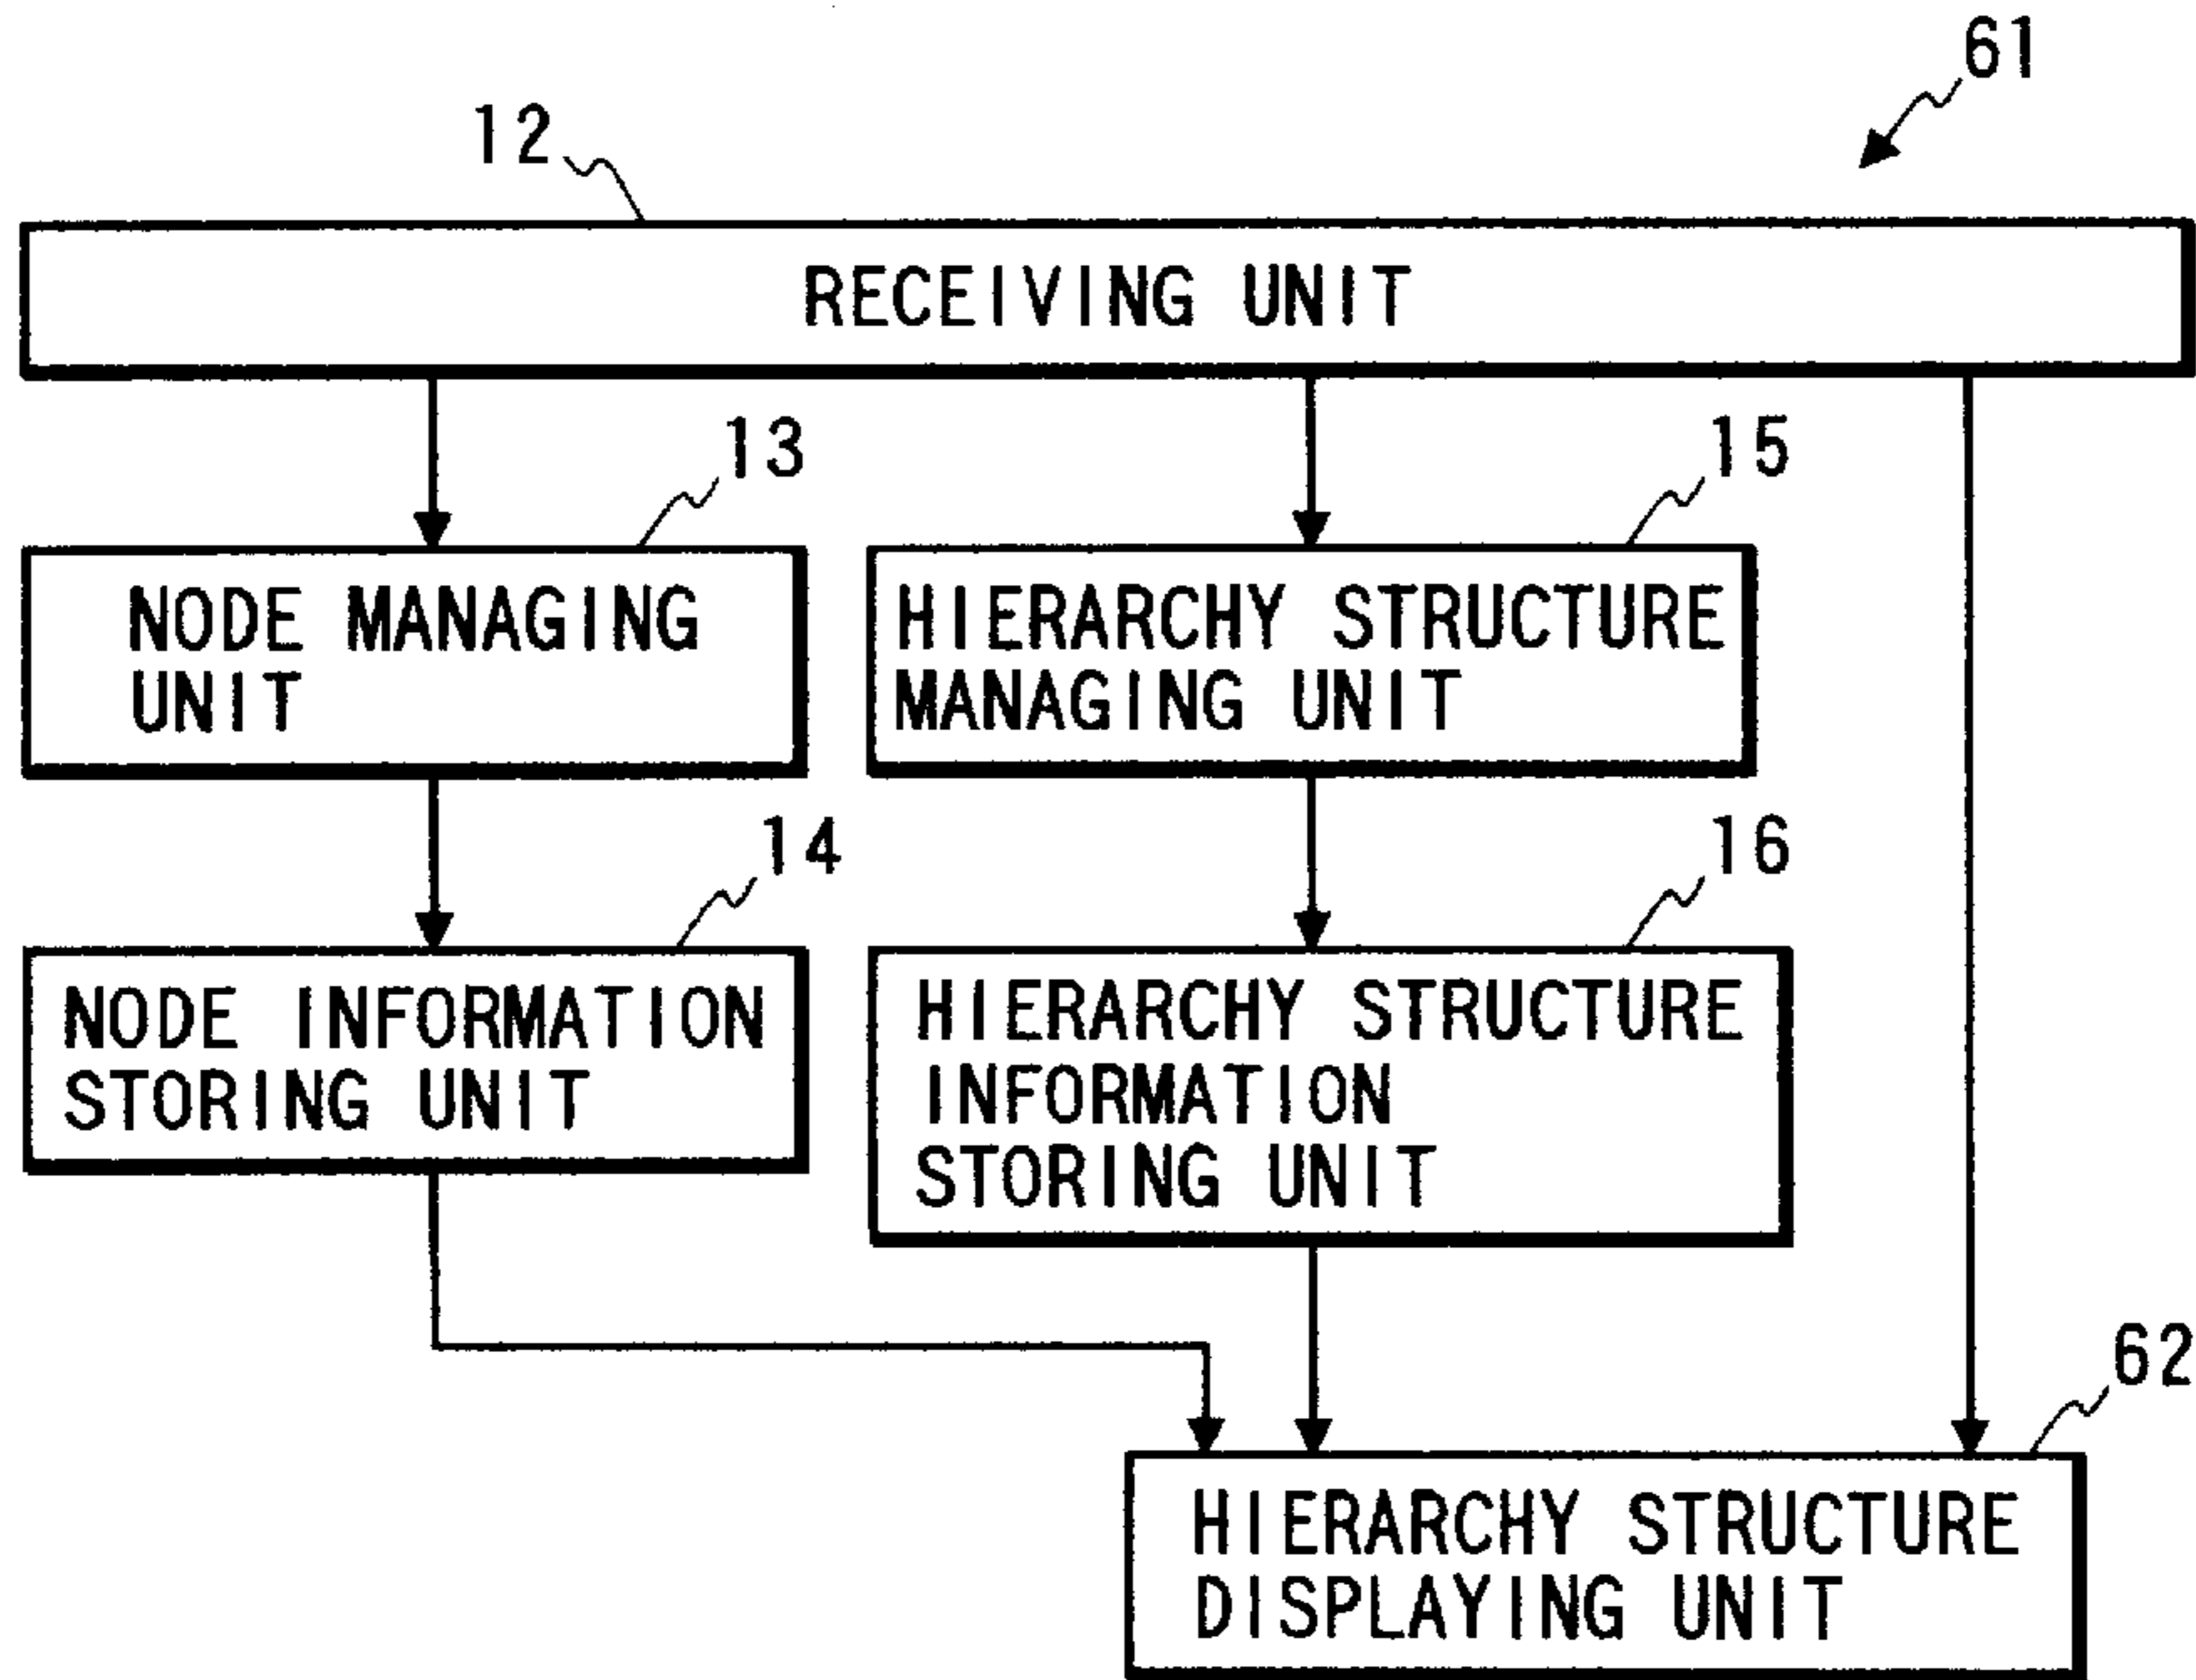 61
12
RECEIVING UNIT
13
15
NODE MANAGING
UNIT
HIERARCHY STRUCTURE
MANAGING UNIT
14
16
NODE INFORMATION
STORING UNIT
HIERARCHY STRUCTURE
INFORMATION
STORING UNIT
62
HIERARCHY STRUCTURE
DISPLAYING UNIT